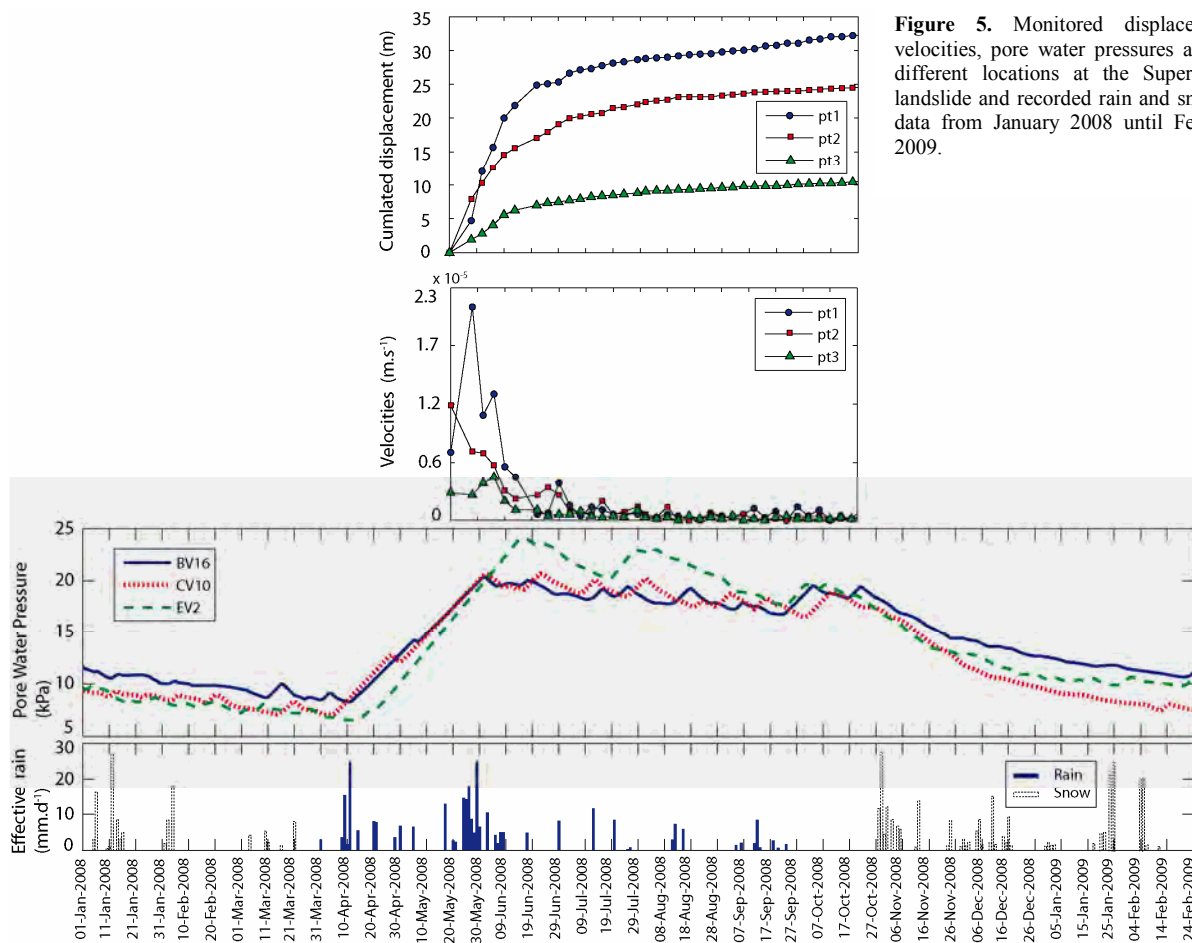 35
30
25
20
15
10
5
0
Cumlated displacement (m)
pt1
pt2
pt3
Figure 5. Monitored displace
velocities, pore water pressures a
different locations at the Super
landslide and recorded rain and sn
data from January 2008 until Fe
2009.
x 10-5
2.3
1.7
1.2
0.6
0
Velocities (m.s-1)
pt1
pt2
pt3
25
20
15
10
5
Pore Water Pressure
(kPa)
BV16
CV10
EV2
30
20
10
0
Effective rain
(mm.d-1)
Rain
Snow
01-Jan-2008
11-Jan-2008
21-Jan-2008
31-Jan-2008
10-Feb-2008
20-Feb-2008
01-Mar-2008
11-Mar-2008
21-Mar-2008
31-Mar-2008
10-Apr-2008
20-Apr-2008
30-Apr-2008
10-May-2008
20-May-2008
30-May-2008
09-Jun-2008
19-Jun-2008
29-Jun-2008
09-Jul-2008
19-Jul-2008
29-Jul-2008
08-Aug-2008
18-Aug-2008
28-Aug-2008
07-Sep-2008
17-Sep-2008
27-Sep-2008
07-Oct-2008
17-Oct-2008
27-Oct-2008
06-Nov-2008
16-Nov-2008
26-Nov-2008
06-Dec-2008
16-Dec-2008
26-Dec-2008
05-Jan-2009
15-Jan-2009
25-Jan-2009
04-Feb-2009
14-Feb-2009
24-Feb-2009